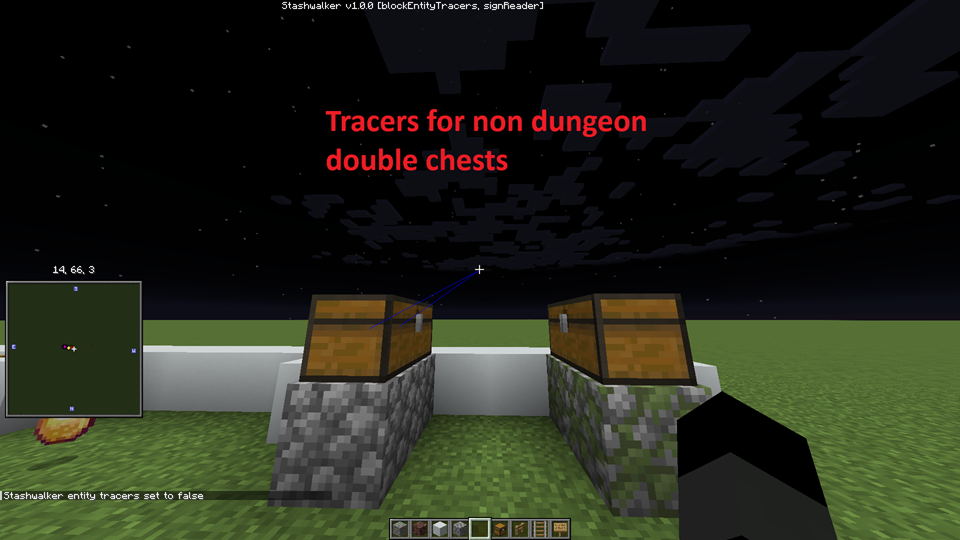 Stashwalker v1.0.0 [blockEntityTracers, signReader]
Tracers for non dungeon
double chests
14, 66, 3
S
E
W
N
Stashwalker entity tracers set to false